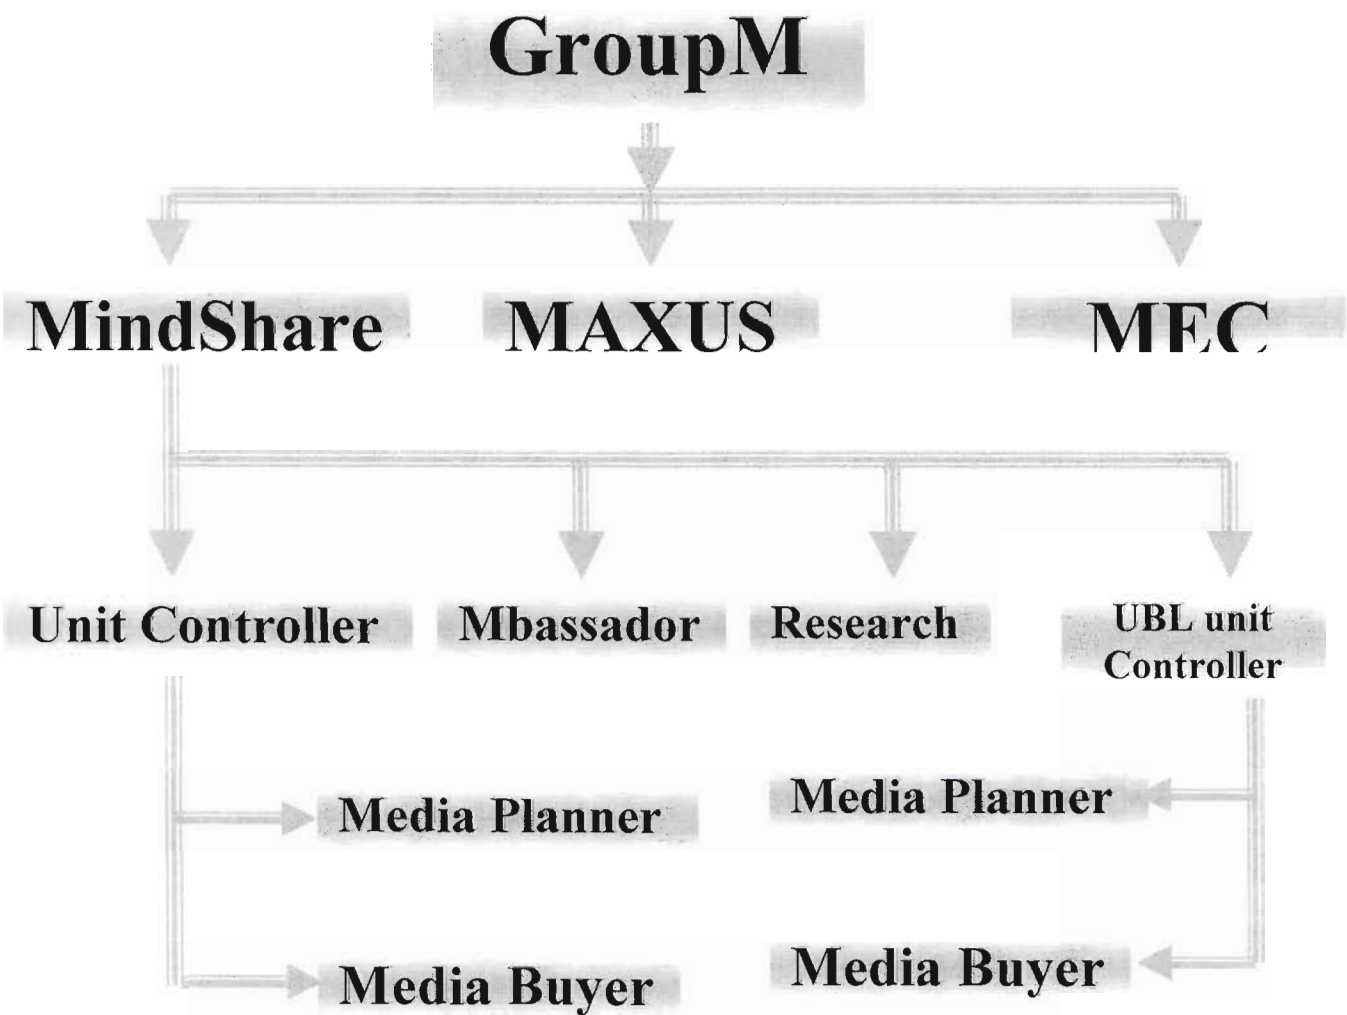 GroupM
MindShare
MAXUS
MEC
Unit Controller
Mbassador
Research
UBL unit
Controller
Media Planner
Media Planner
Media Buyer
Media Buyer